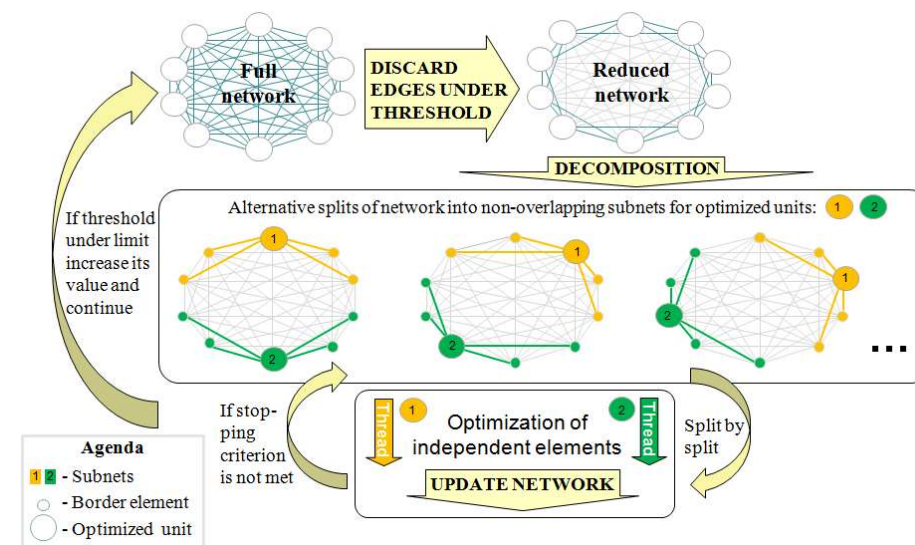 Full
network
DISCARD
EDGES UNDER
THRESHOLD
Reduced
network
DECOMPOSITION
Alternative splits of network into non-overlapping subnets for optimized units: 1 2
If threshold
under limit
increase its
value and
continue
1
2
1
2
1
2
...
If stop-
ping
criterion
is not met
Thread
1
Optimization of
independent elements
2
Thread
UPDATE NETWORK
Split by
split
Agenda
1 2 - Subnets
- Border element
- Optimized unit